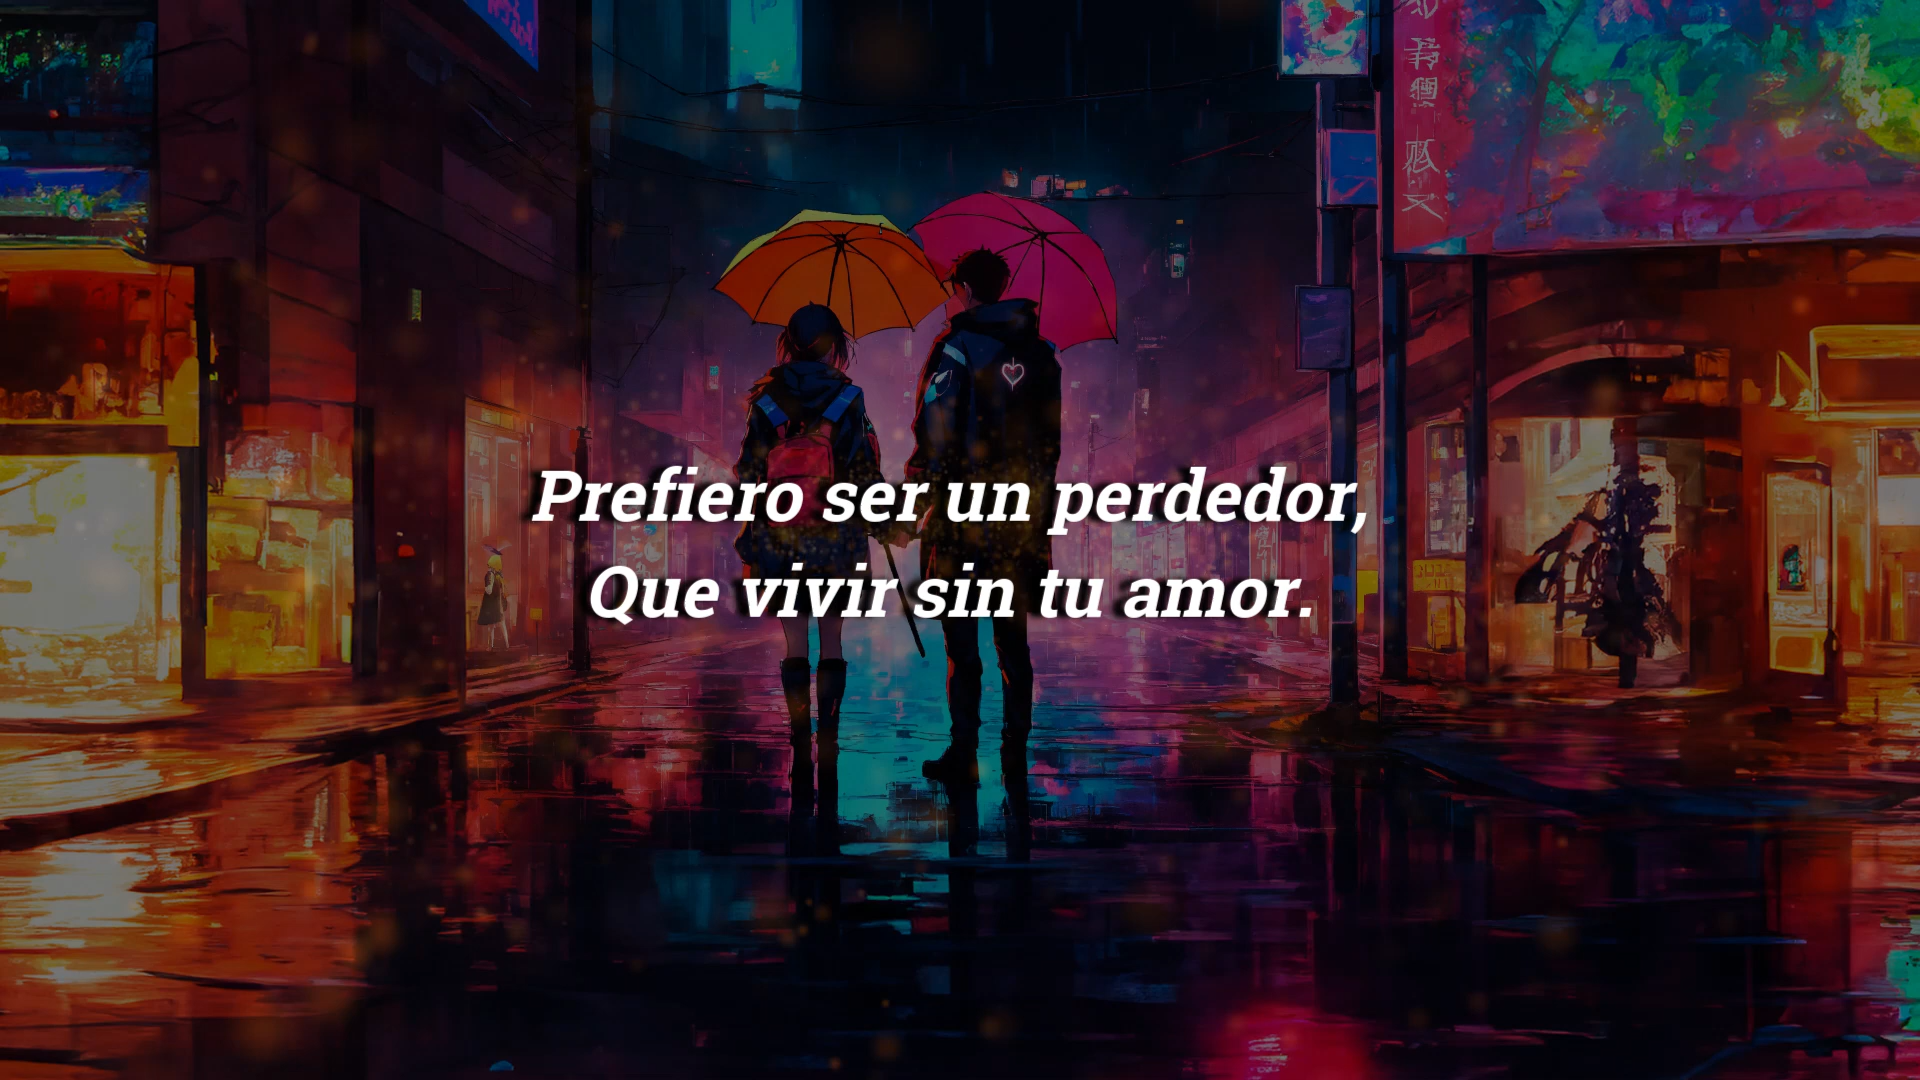 Prefiero ser un perdedor,
Que vivir sin tu amor.